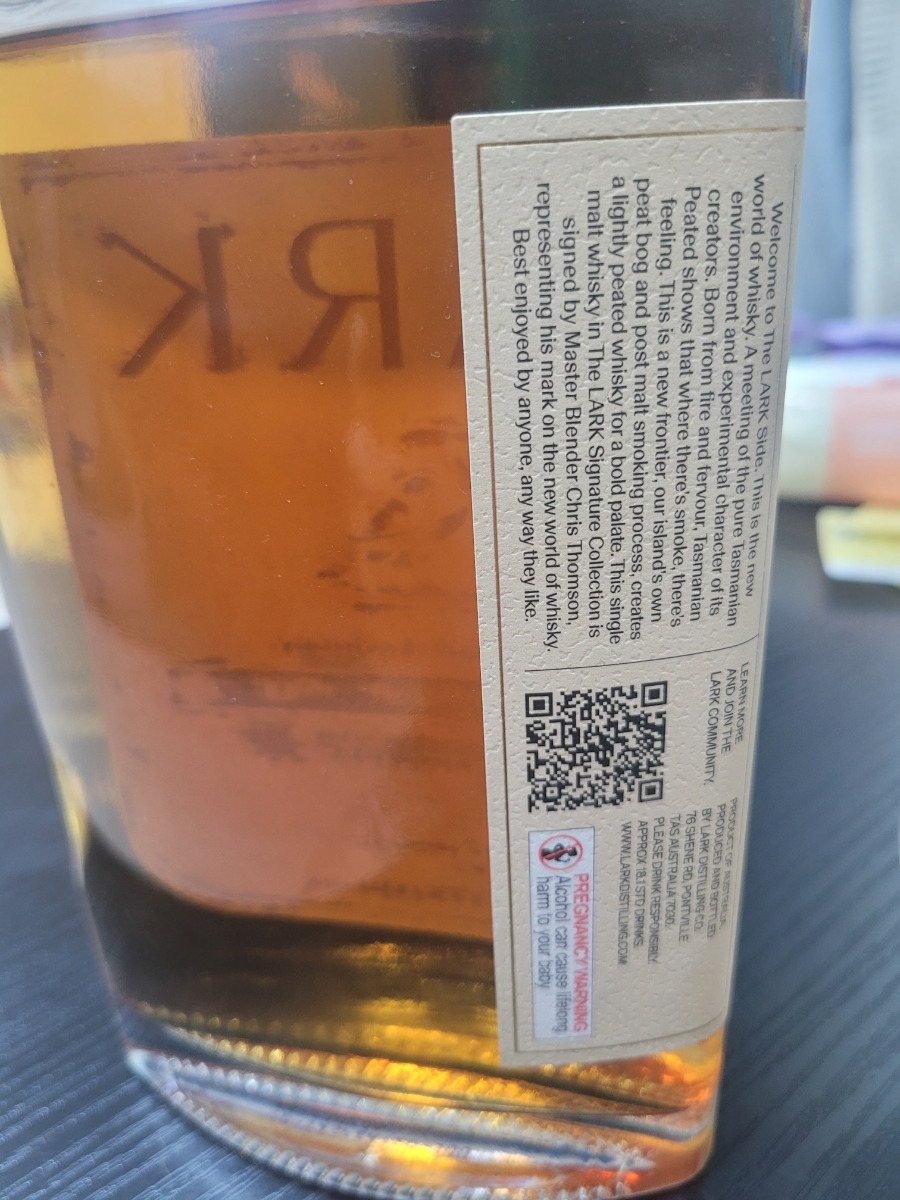 Welcome to The LARK Side. This is the new
world of whisky. A meeting of the pure Tasmanian
environment and experimental character of its
creators. Born from fire and fervour, Tasmanian
Peated shows that where there's smoke, there's
feeling. This is a new frontier, our island's own
peat bog and post malt smoking process, creates
a lightly peated whisky for a bold palate. This single
malt whisky in The LARK Signature Collection is
signed by Master Blender Chris Thomson,
representing his mark on the new world of whisky.
Best enjoyed by anyone, any way they like.
LEARN MORE
AND JOIN THE
LARK COMMUNITY.
PRODUCT OF AUSTRALIA.
PRODUCED AND BOTTLED
BY LARK DISTILLING CO.
76 SHENE RD, PONTVILLE
TAS AUSTRALIA 7030.
PLEASE DRINK RESPONSIBLY.
APPROX 18.1 STD DRINKS.
WWW.LARKDISTILLING.COM
PREGNANCY WARNING
Alcohol can cause lifelong
harm to your baby
RK